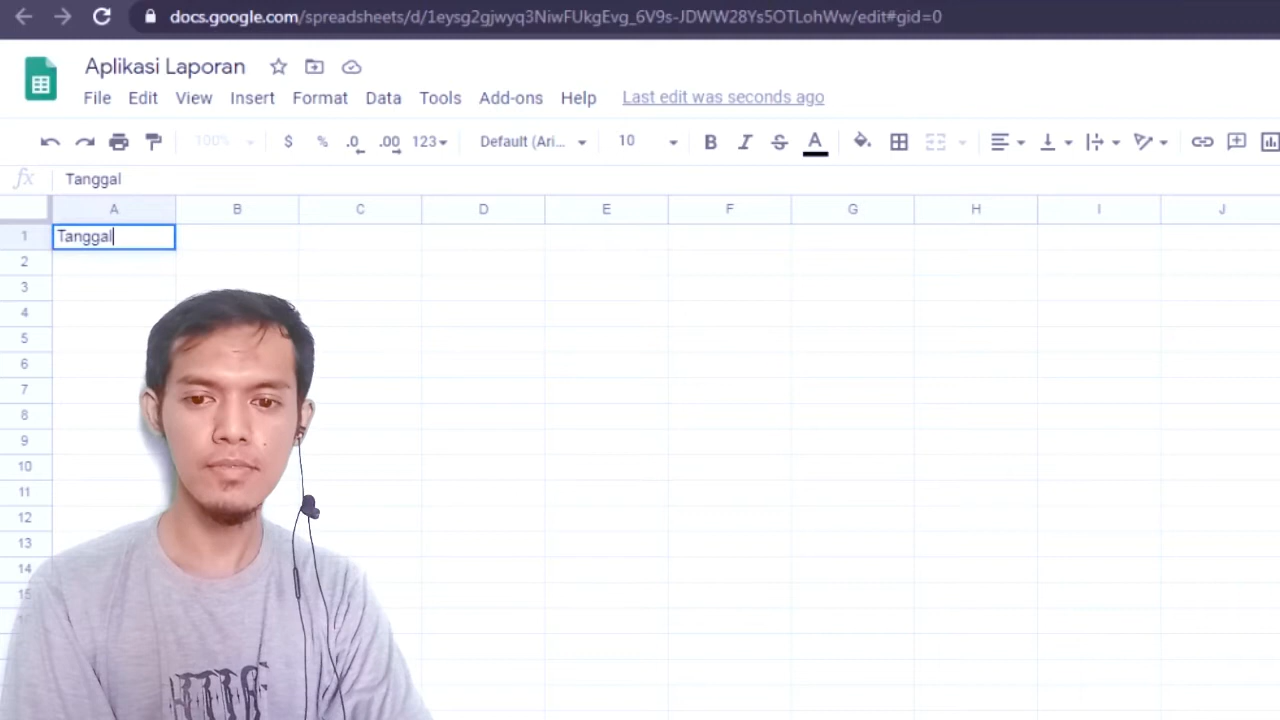 docs.google.com/spreadsheets/d/1eysg2gjwyq3NiwFUkgEvg_6V9s-JDWW28Ys5OTLohWw/edit#gid=0
Aplikasi Laporan
File Edit View Insert Format Data Tools Add-ons Help Last edit was seconds ago
100% $ % .0 .00 123 Default (Ari... 10 B I S A
fx Tanggal
A B C D E F G H I J
1 Tanggal
2
3
4
5
6
7
8
9
10
11
12
13
14
15